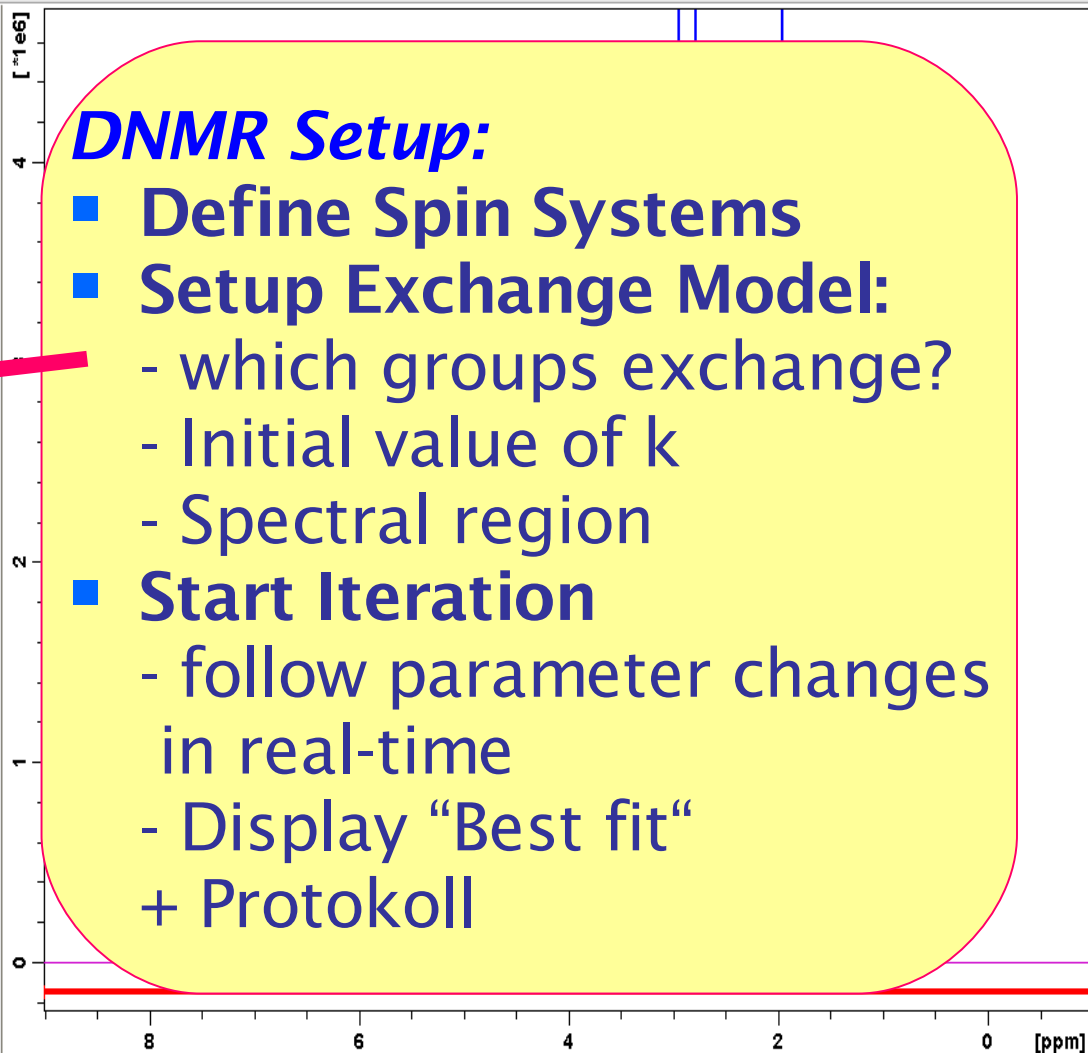 [ *1e6]
DNMR Setup:
■ Define Spin Systems
■ Setup Exchange Model:
- which groups exchange?
- Initial value of k
- Spectral region
■ Start Iteration
- follow parameter changes
in real-time
- Display “Best fit“
+ Protokoll
4
2
1
0
8 6 4 2 0 [ppm]